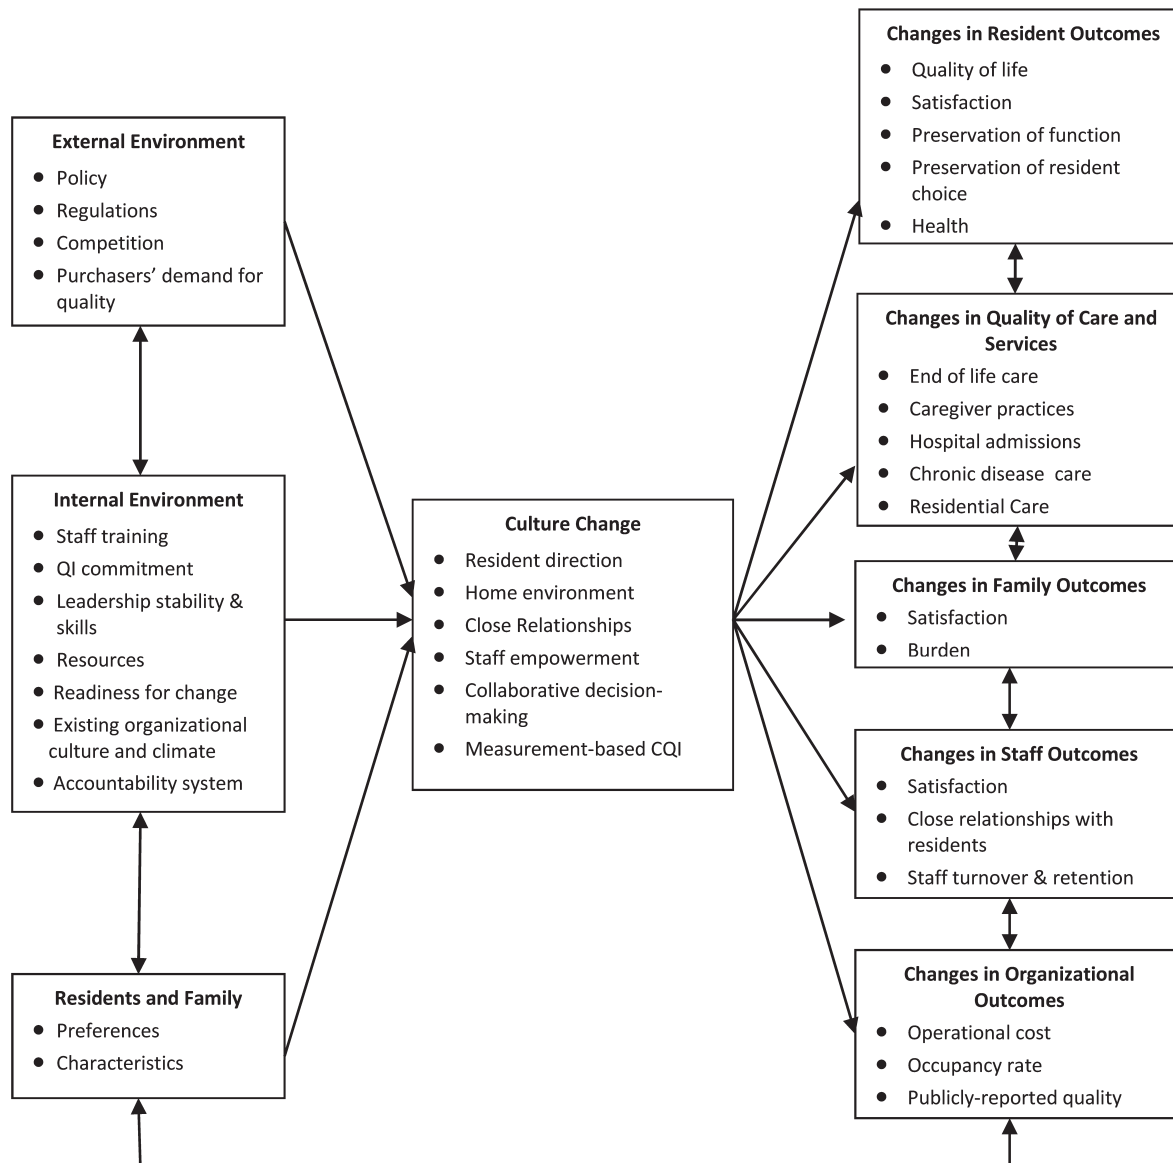 External Environment
● Policy
● Regulations
● Competition
● Purchasers’ demand for
quality
Internal Environment
● Staff training
● QI commitment
● Leadership stability &
skills
● Resources
● Readiness for change
● Existing organizational
culture and climate
● Accountability system
Residents and Family
● Preferences
● Characteristics
Culture Change
● Resident direction
● Home environment
● Close Relationships
● Staff empowerment
● Collaborative decision-
making
● Measurement-based CQI
Changes in Resident Outcomes
● Quality of life
● Satisfaction
● Preservation of function
● Preservation of resident
choice
● Health
Changes in Quality of Care and
Services
● End of life care
● Caregiver practices
● Hospital admissions
● Chronic disease care
● Residential Care
Changes in Family Outcomes
● Satisfaction
● Burden
Changes in Staff Outcomes
● Satisfaction
● Close relationships with
residents
● Staff turnover & retention
Changes in Organizational
Outcomes
● Operational cost
● Occupancy rate
● Publicly-reported quality